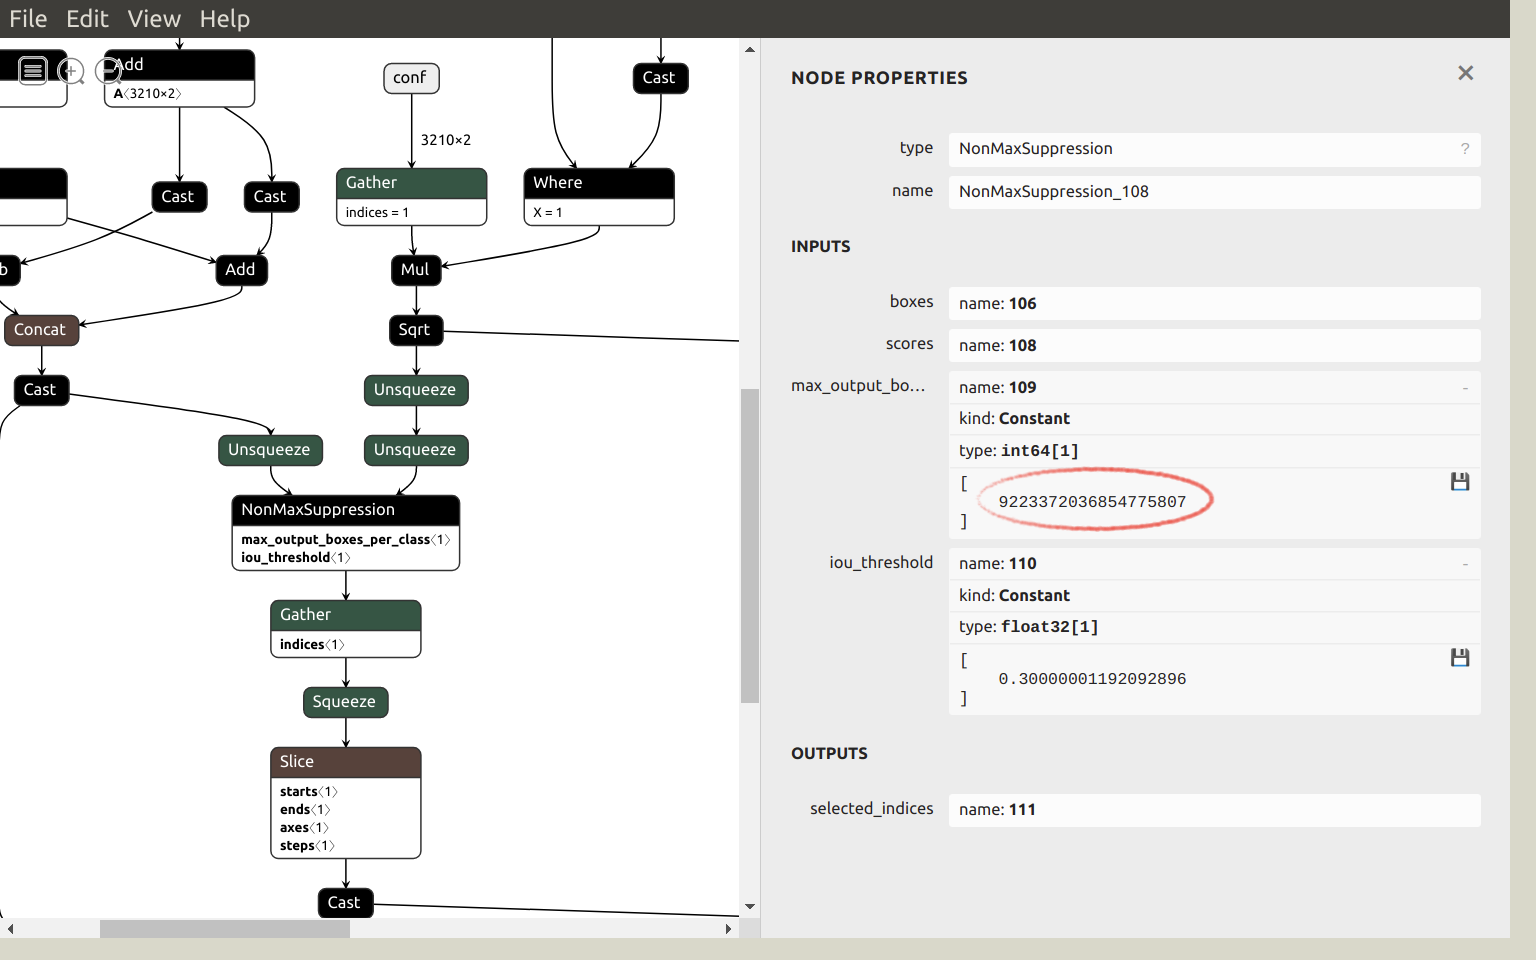 File Edit View Help
Add
A⟨3210×2⟩
conf
Cast
3210×2
Cast
Cast
Gather
indices = 1
Where
X = 1
b
Add
Mul
Concat
Sqrt
Cast
Unsqueeze
Unsqueeze
Unsqueeze
NonMaxSuppression
max_output_boxes_per_class⟨1⟩
iou_threshold⟨1⟩
Gather
indices⟨1⟩
Squeeze
Slice
starts⟨1⟩
ends⟨1⟩
axes⟨1⟩
steps⟨1⟩
Cast
NODE PROPERTIES
type NonMaxSuppression ?
name NonMaxSuppression_108
INPUTS
boxes name: 106
scores name: 108
max_output_bo... name: 109 -
kind: Constant
type: int64[1]
[
9223372036854775807
]
iou_threshold name: 110 -
kind: Constant
type: float32[1]
[
0.30000001192092896
]
OUTPUTS
selected_indices name: 111